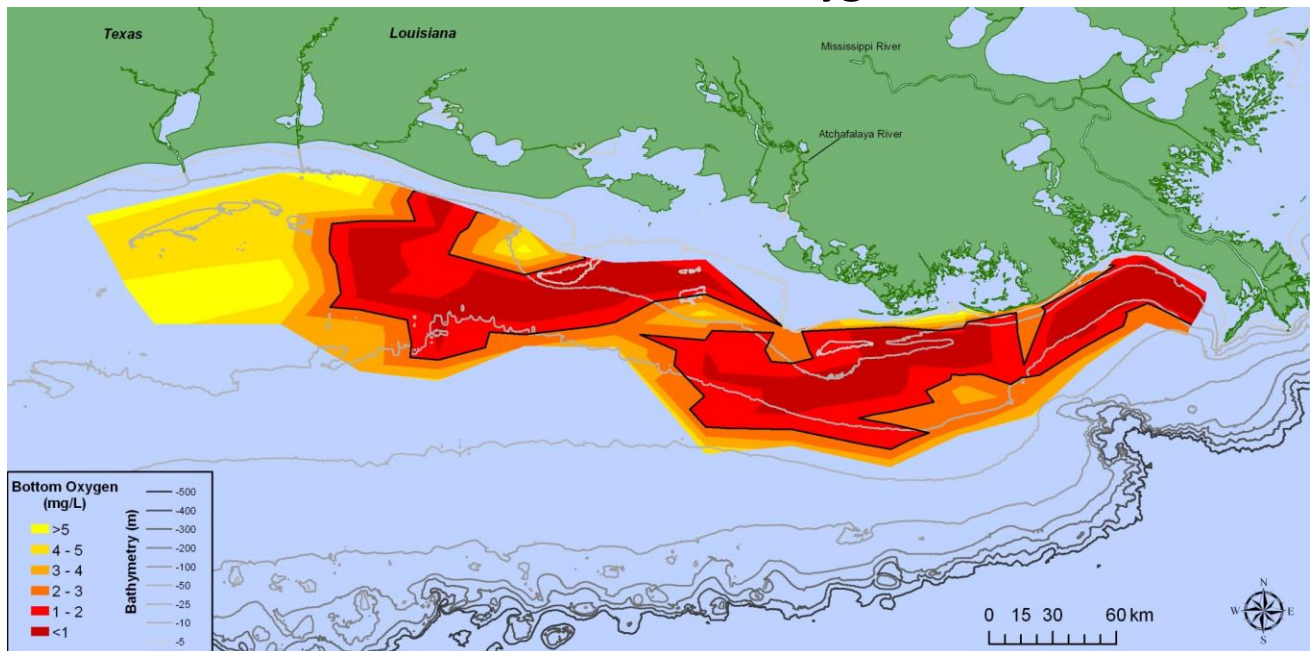 Texas
Louisiana
Mississippi River
Atchafalaya River
Bottom Oxygen
(mg/L)
>5
4 - 5
3 - 4
2 - 3
1 - 2
<1
Bathymetry (m)
-500
-400
-300
-200
-100
-50
-25
-10
-5
0 15 30 60 km
N
W E
S